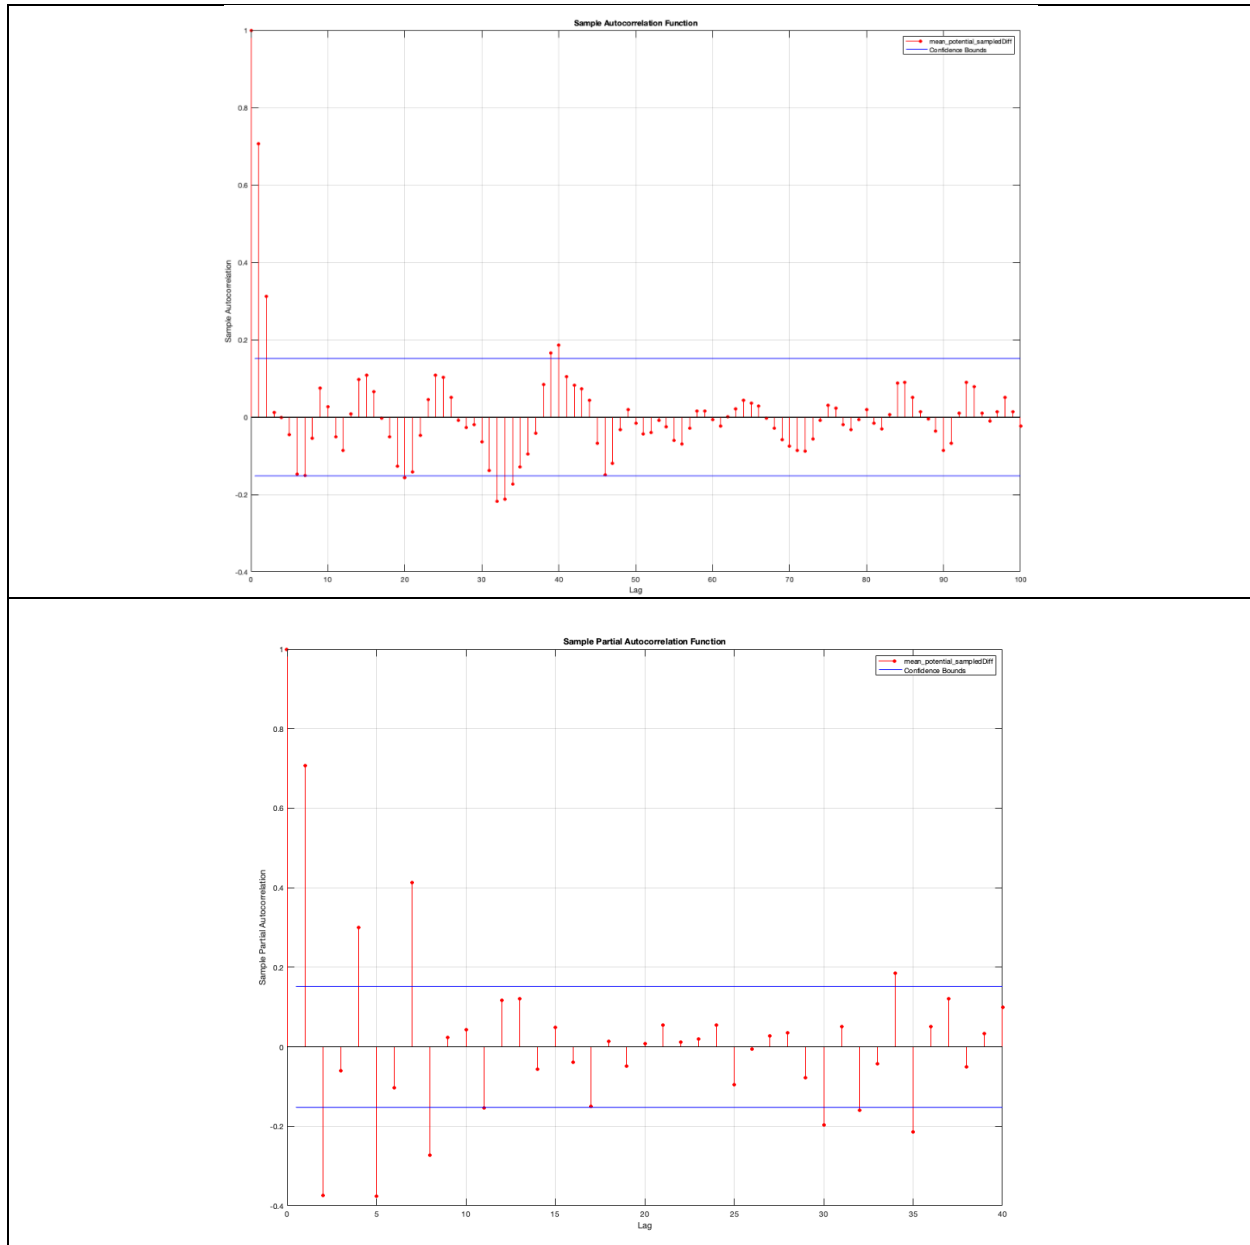 Sample Autocorrelation Function
mean_potential_sampledDiff
Confidence Bounds
1
0.8
0.6
0.4
0.2
0
-0.2
-0.4
Sample Autocorrelation
0 10 20 30 40 50 60 70 80 90 100
Lag
Sample Partial Autocorrelation Function
mean_potential_sampledDiff
Confidence Bounds
1
0.8
0.6
0.4
0.2
0
-0.2
-0.4
Sample Partial Autocorrelation
0 5 10 15 20 25 30 35 40
Lag